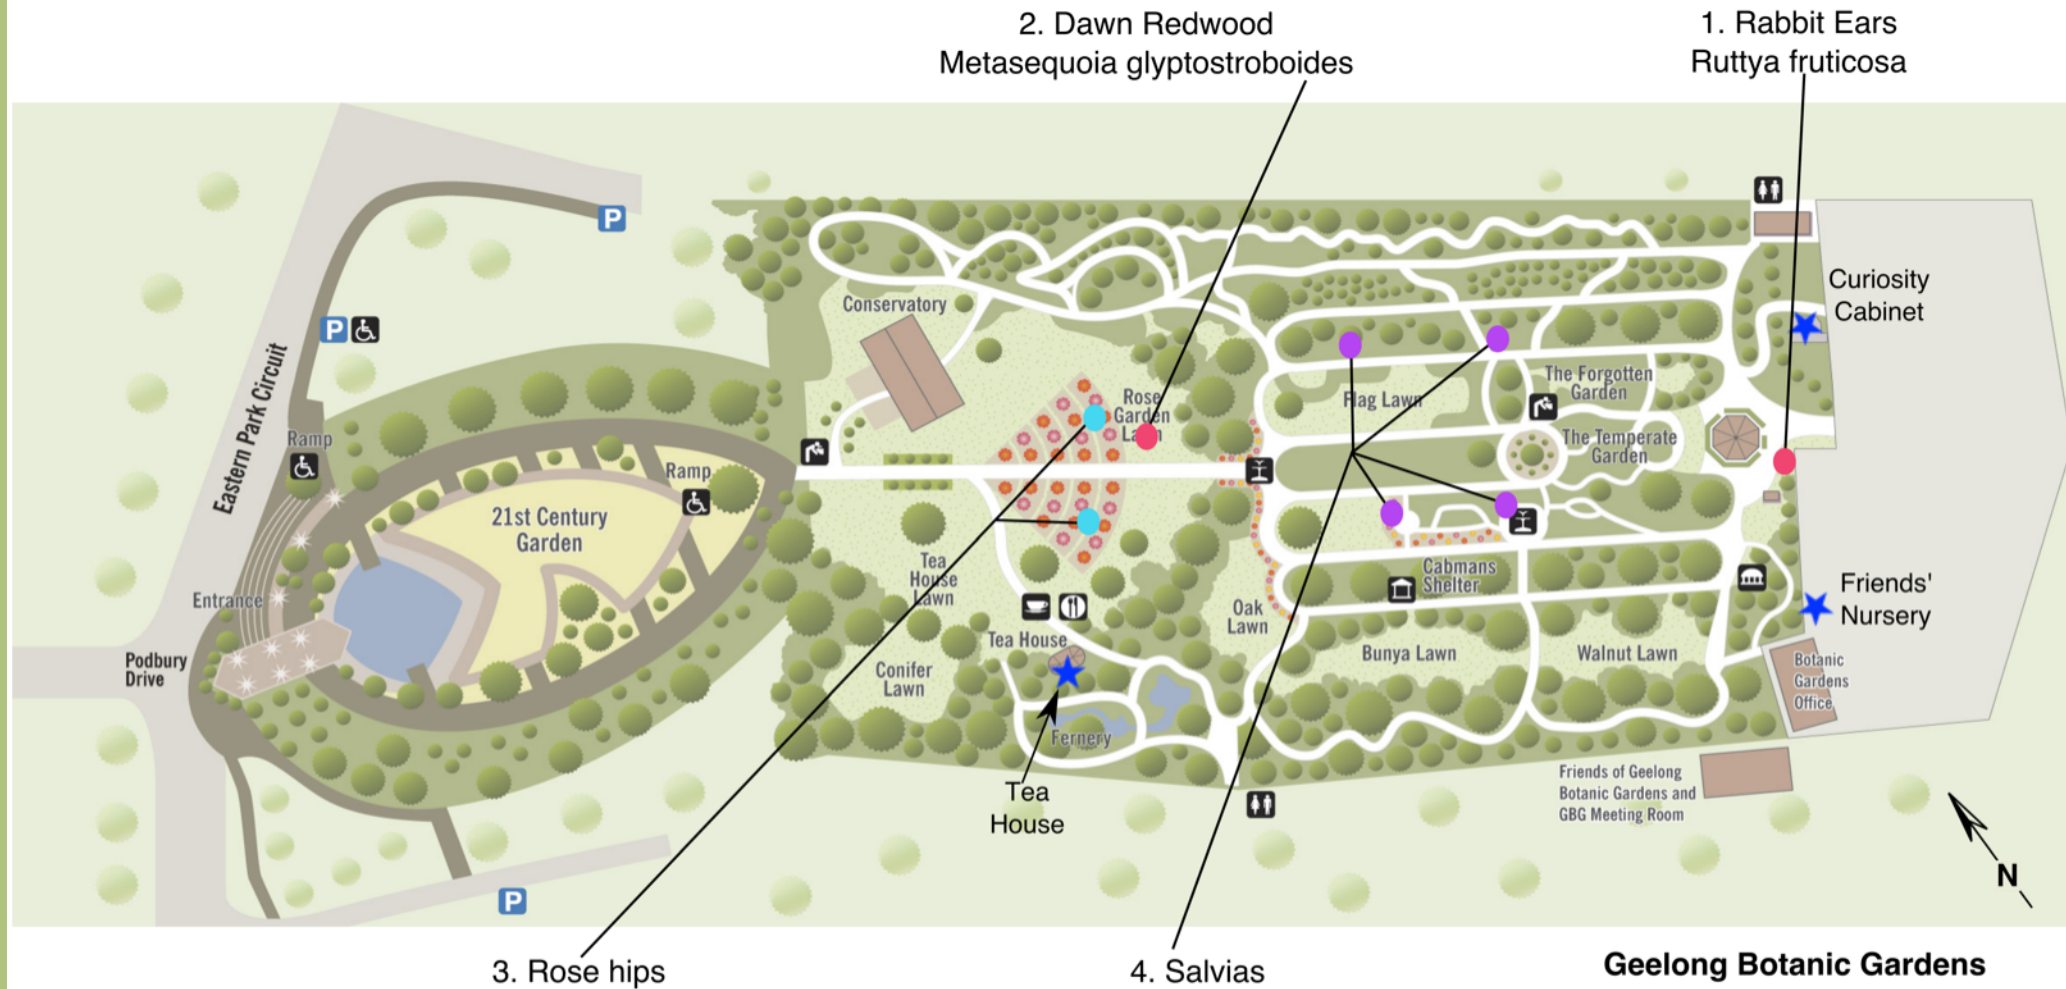 2. Dawn Redwood
Metasequoia glyptostroboides
1. Rabbit Ears
Ruttya fruticosa
P
Curiosity
Cabinet
Conservatory
P
Eastern Park Circuit
Ramp
Rose
Garden
Lawn
Flag Lawn
The Forgotten
Garden
The Temperate
Garden
Ramp
21st Century
Garden
Entrance
Podbury
Drive
Tea
House
Lawn
Cabmans
Shelter
Oak
Lawn
Friends'
Nursery
Tea House
Conifer
Lawn
Bunya Lawn
Walnut Lawn
Botanic
Gardens
Office
Fernery
Tea
House
Friends of Geelong
Botanic Gardens and
GBG Meeting Room
P
N
3. Rose hips
4. Salvias
Geelong Botanic Gardens